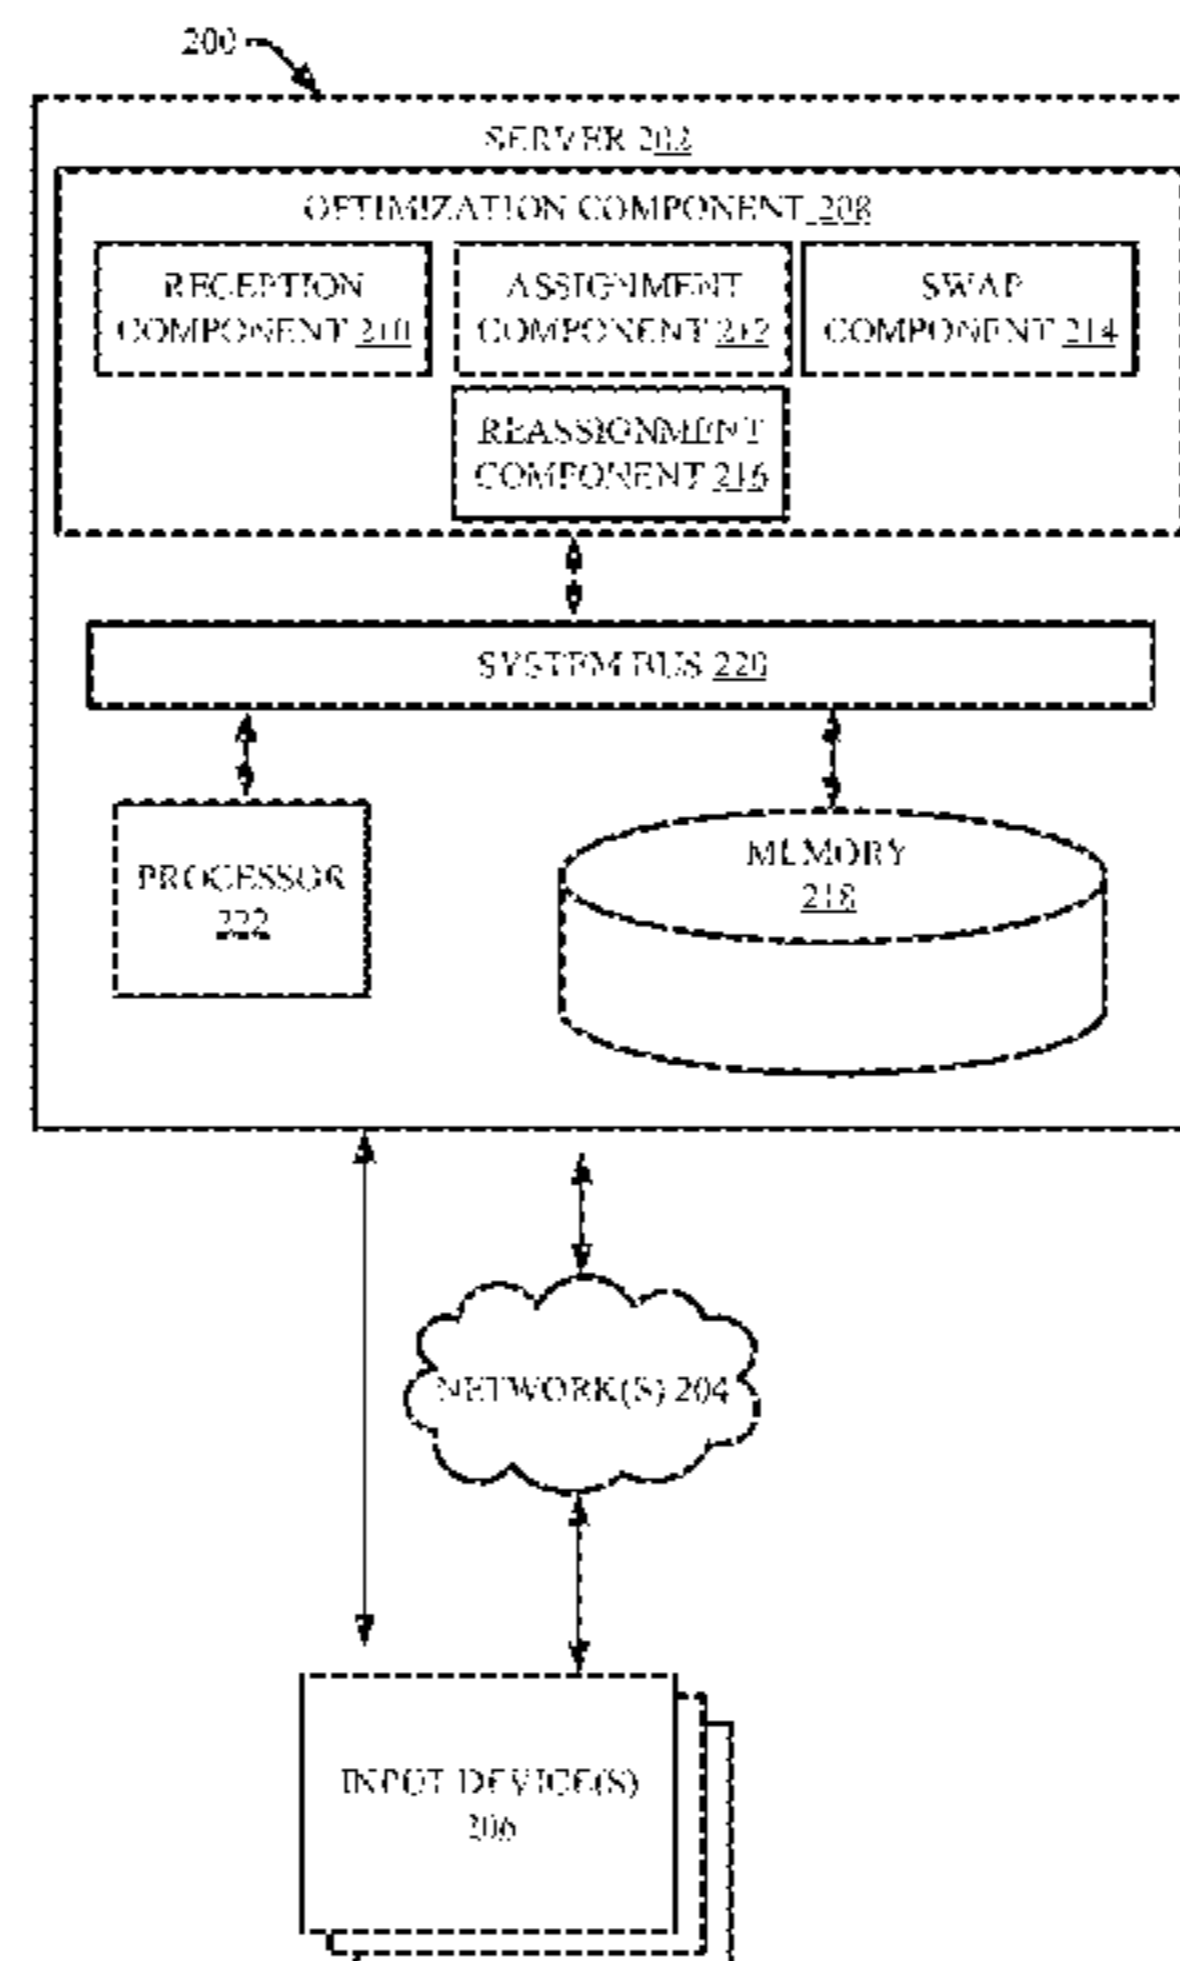 200
SERVER 202
OPTIMIZATION COMPONENT 208
RECEPTION
COMPONENT 210
ASSIGNMENT
COMPONENT 212
SWAP
COMPONENT 214
REASSIGNMENT
COMPONENT 216
SYSTEM BUS 220
PROCESSOR
222
MEMORY
218
NETWORK(S) 204
INPUT DEVICE(S)
206